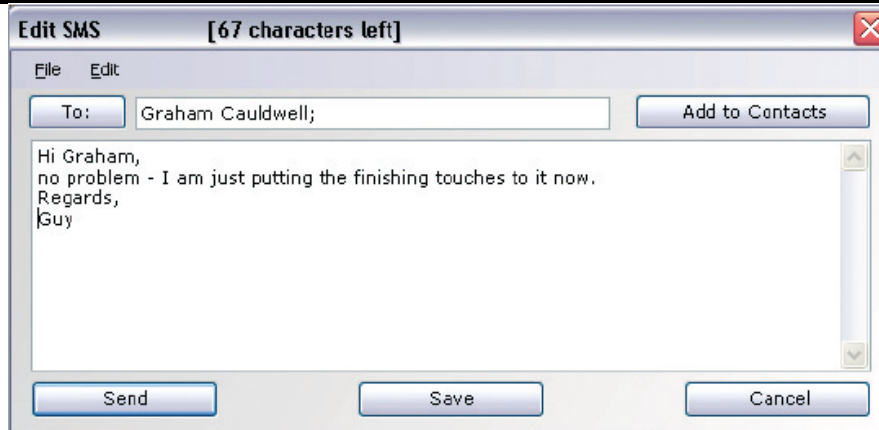 Edit SMS [67 characters left]
File Edit
To: Graham Cauldwell; Add to Contacts
Hi Graham,
no problem - I am just putting the finishing touches to it now.
Regards,
Guy
Send Save Cancel